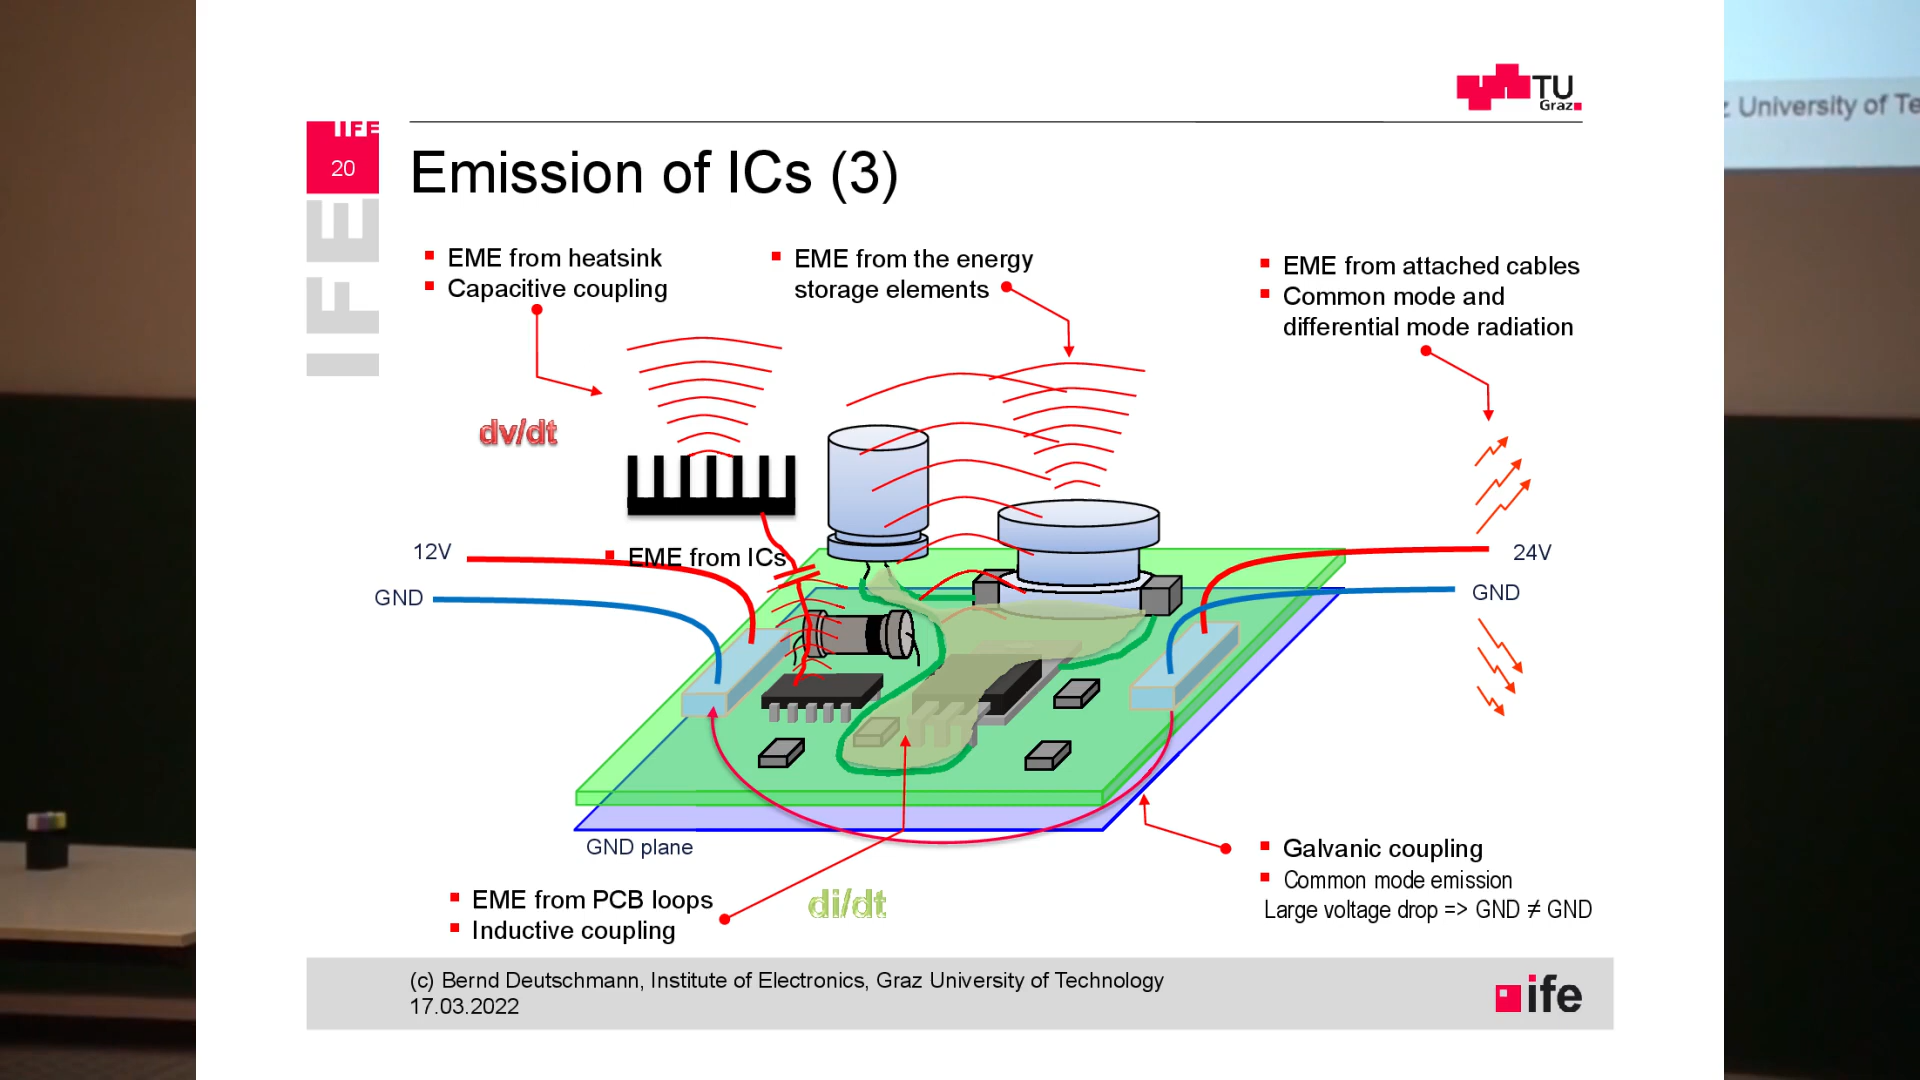 TU
Graz
IFE
20
IFE
Emission of ICs (3)
EME from heatsink
Capacitive coupling
EME from the energy
storage elements
EME from attached cables
Common mode and
differential mode radiation
dv/dt
12V
EME from ICs
24V
GND
GND
GND plane
EME from PCB loops
Inductive coupling
di/dt
Galvanic coupling
Common mode emission
Large voltage drop => GND ≠ GND
(c) Bernd Deutschmann, Institute of Electronics, Graz University of Technology
17.03.2022
ife
University of Te